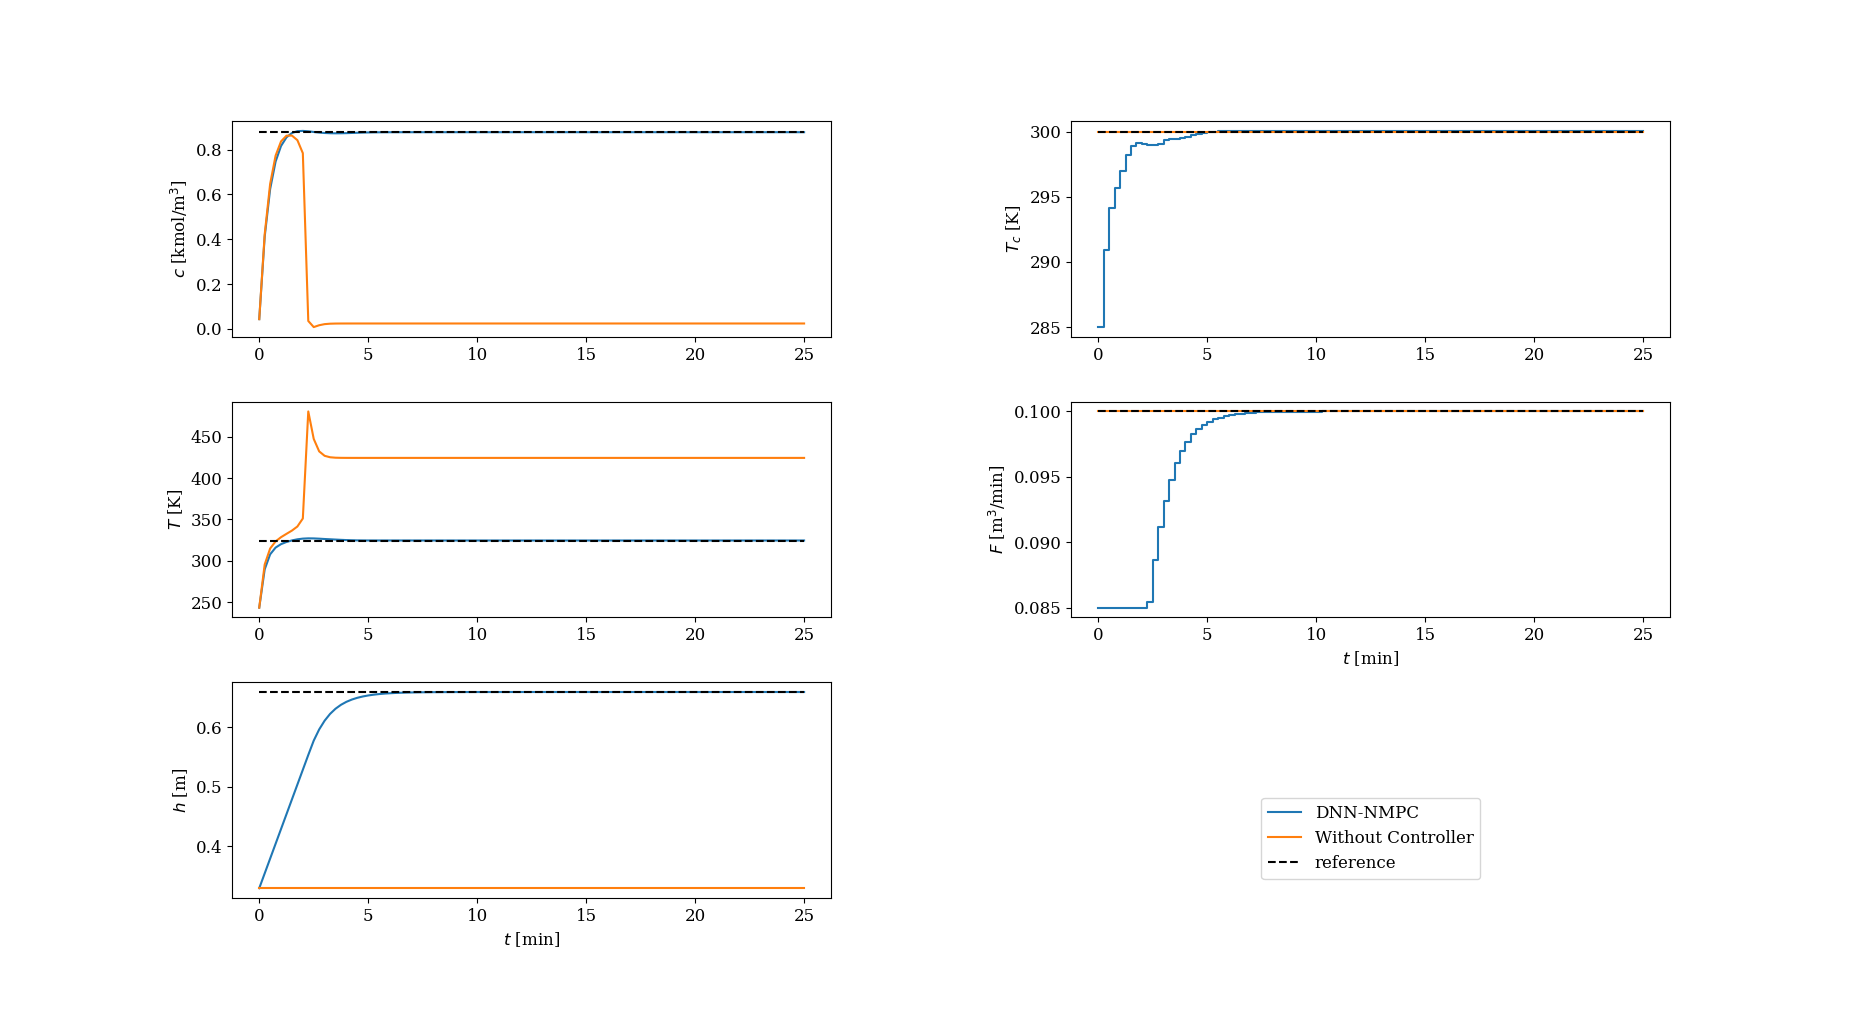 c [kmol/m³]
0.8
0.6
0.4
0.2
0.0
0 5 10 15 20 25
T_c [K]
300
295
290
285
0 5 10 15 20 25
T [K]
450
400
350
300
250
0 5 10 15 20 25
F [m³/min]
0.100
0.095
0.090
0.085
0 5 10 15 20 25
t [min]
h [m]
0.6
0.5
0.4
0 5 10 15 20 25
t [min]
DNN-NMPC
Without Controller
reference